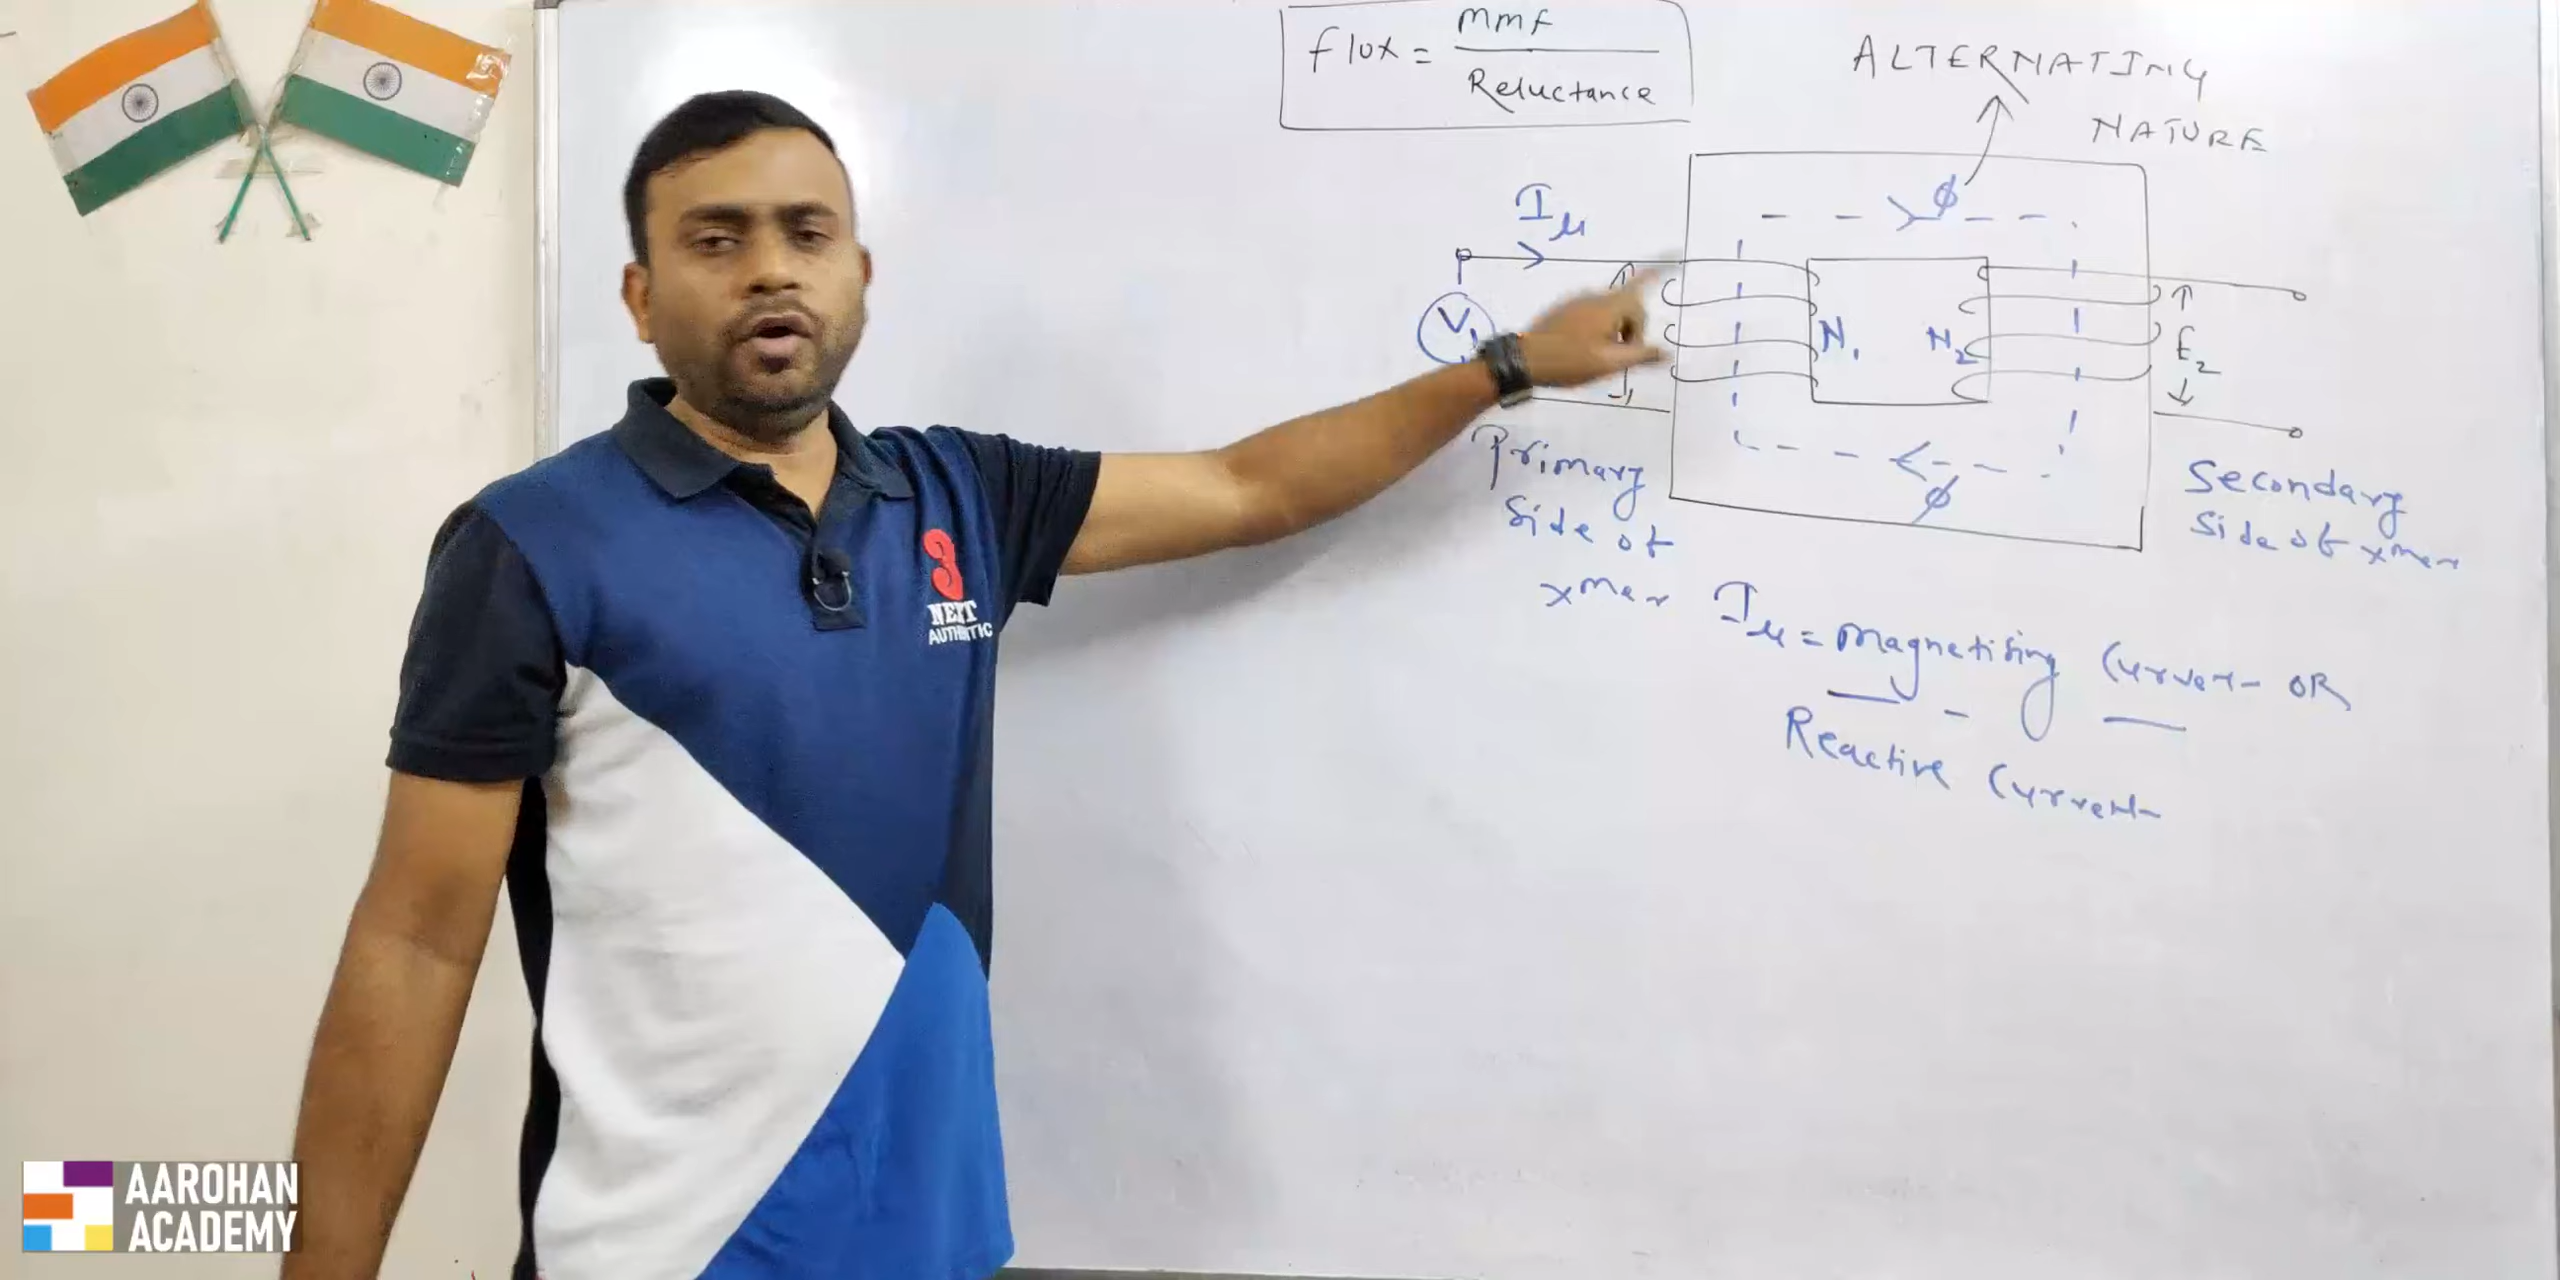 mmf
flux =
Reluctance
ALTERNATING
NATURE
ϕ
Iμ
V1
N1
N2
E2
ϕ
Primary
Side of
xmer
Secondary
Side of xmer
Iμ = Magnetising Current OR
Reactive Current
3
NEXT
AUTHENTIC
AAROHAN
ACADEMY